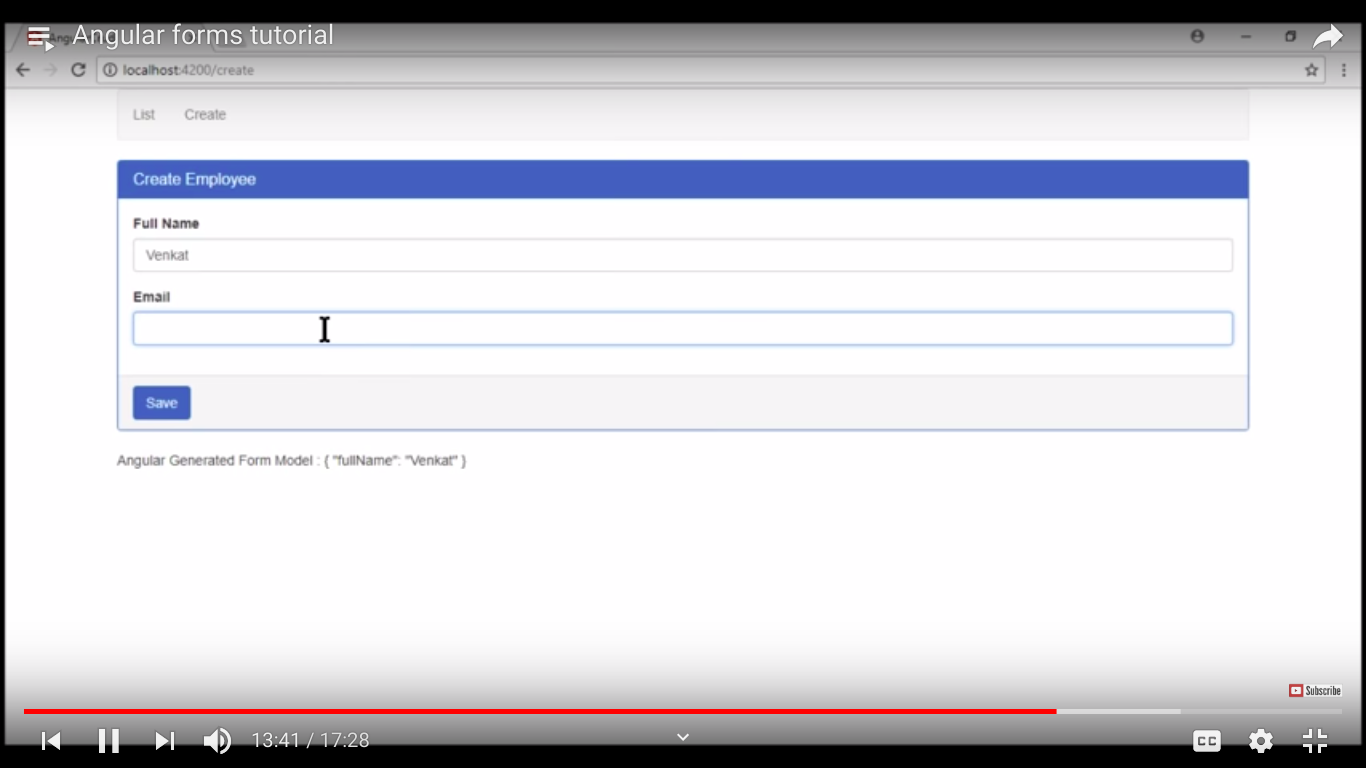 Angular forms tutorial
localhost:4200/create
List Create
Create Employee
Full Name
Venkat
Email
Save
Angular Generated Form Model : { "fullName": "Venkat" }
Subscribe
13:41 / 17:28
CC